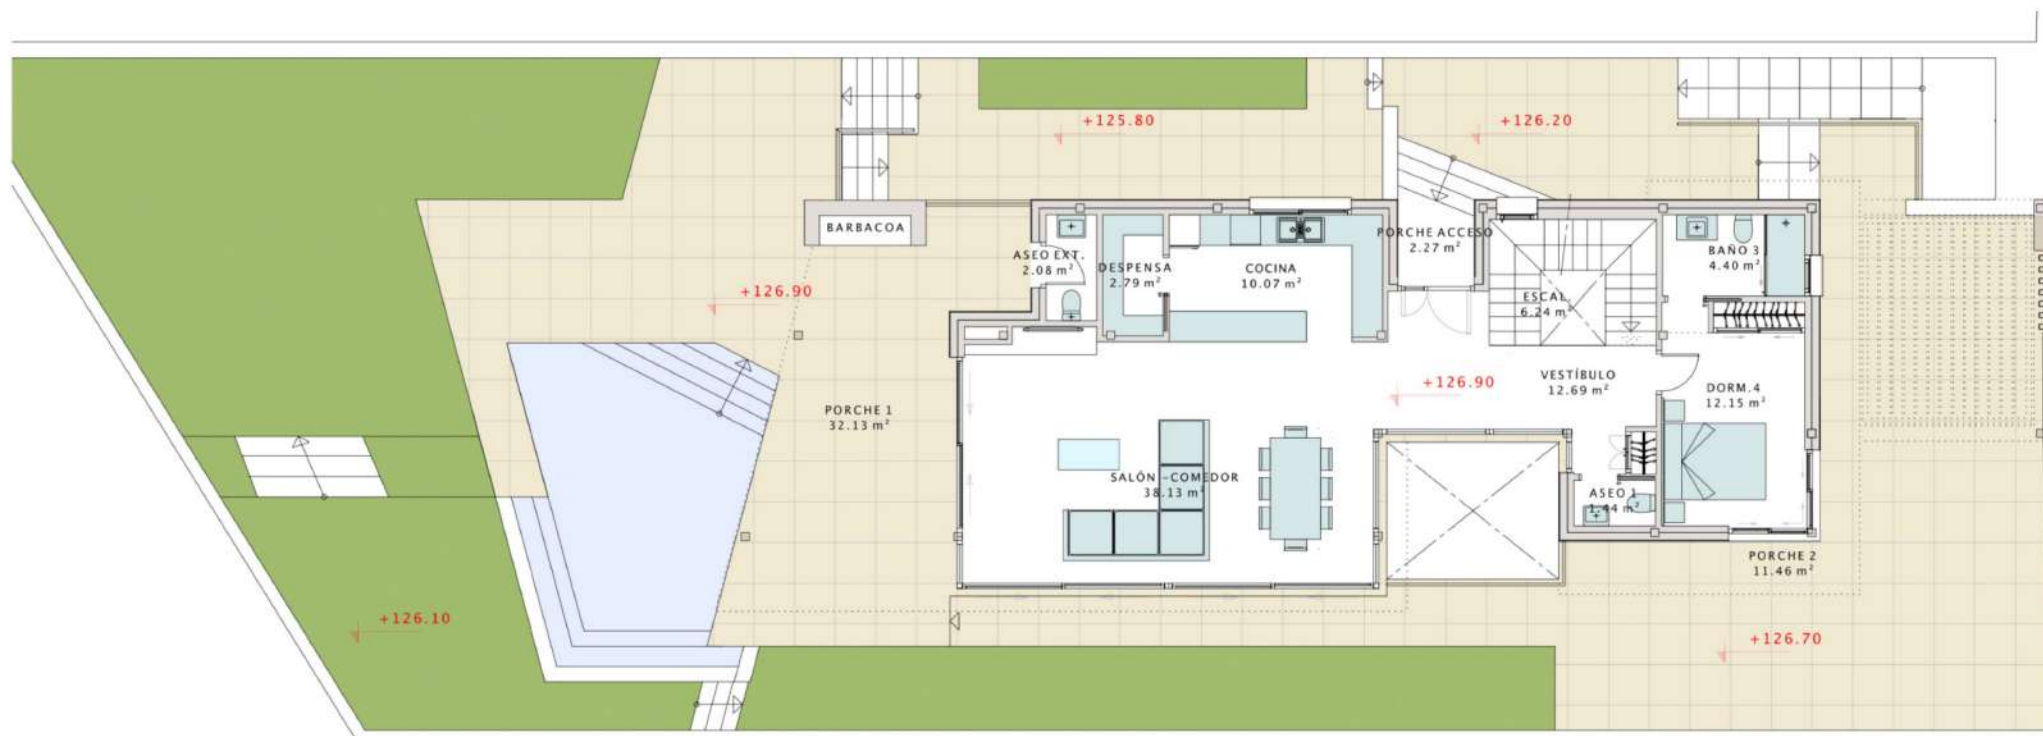 +125.80
+126.20
BARBACOA
PORCHE ACCESO
2.27 m²
ASEO EXT.
2.08 m²
DESPENSA
2.79 m²
COCINA
10.07 m²
BAÑO 3
4.40 m²
+126.90
ESCAL.
6.24 m²
+126.90
VESTÍBULO
12.69 m²
DORM.4
12.15 m²
PORCHE 1
32.13 m²
SALÓN -COMEDOR
38.13 m²
ASEO 1
1.44 m²
PORCHE 2
11.46 m²
+126.10
+126.70